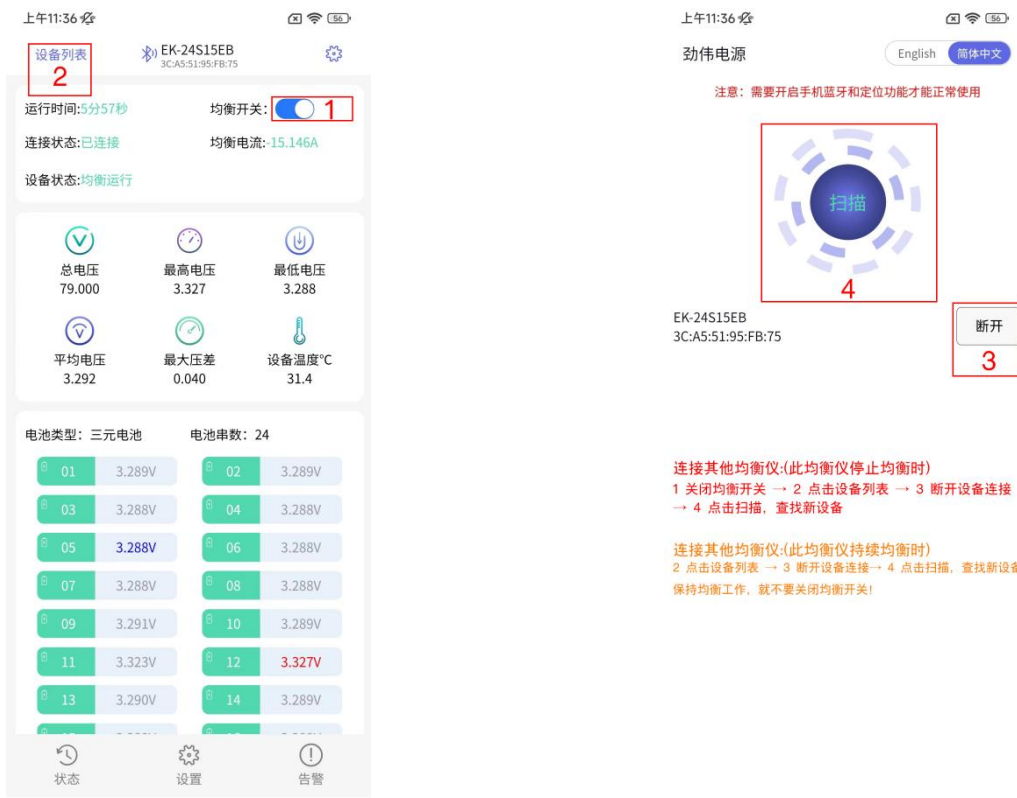 上午11:36
56
设备列表
EK-24S15EB
3C:A5:51:95:FB:75
2
运行时间:5分57秒
均衡开关:
1
连接状态:已连接
均衡电流:-15.146A
设备状态:均衡运行
总电压
最高电压
最低电压
79.000
3.327
3.288
平均电压
最大压差
设备温度℃
3.292
0.040
31.4
电池类型：三元电池
电池串数：24
01 3.289V
02 3.289V
03 3.288V
04 3.288V
05 3.288V
06 3.288V
07 3.288V
08 3.288V
09 3.291V
10 3.289V
11 3.323V
12 3.327V
13 3.290V
14 3.289V
状态
设置
告警
上午11:36
56
劲伟电源
English
简体中文
注意：需要开启手机蓝牙和定位功能才能正常使用
扫描
4
EK-24S15EB
3C:A5:51:95:FB:75
断开
3
连接其他均衡仪:(此均衡仪停止均衡时)
1 关闭均衡开关 → 2 点击设备列表 → 3 断开设备连接
→ 4 点击扫描，查找新设备
连接其他均衡仪:(此均衡仪持续均衡时)
2 点击设备列表 → 3 断开设备连接→ 4 点击扫描，查找新设备
保持均衡工作，就不要关闭均衡开关!